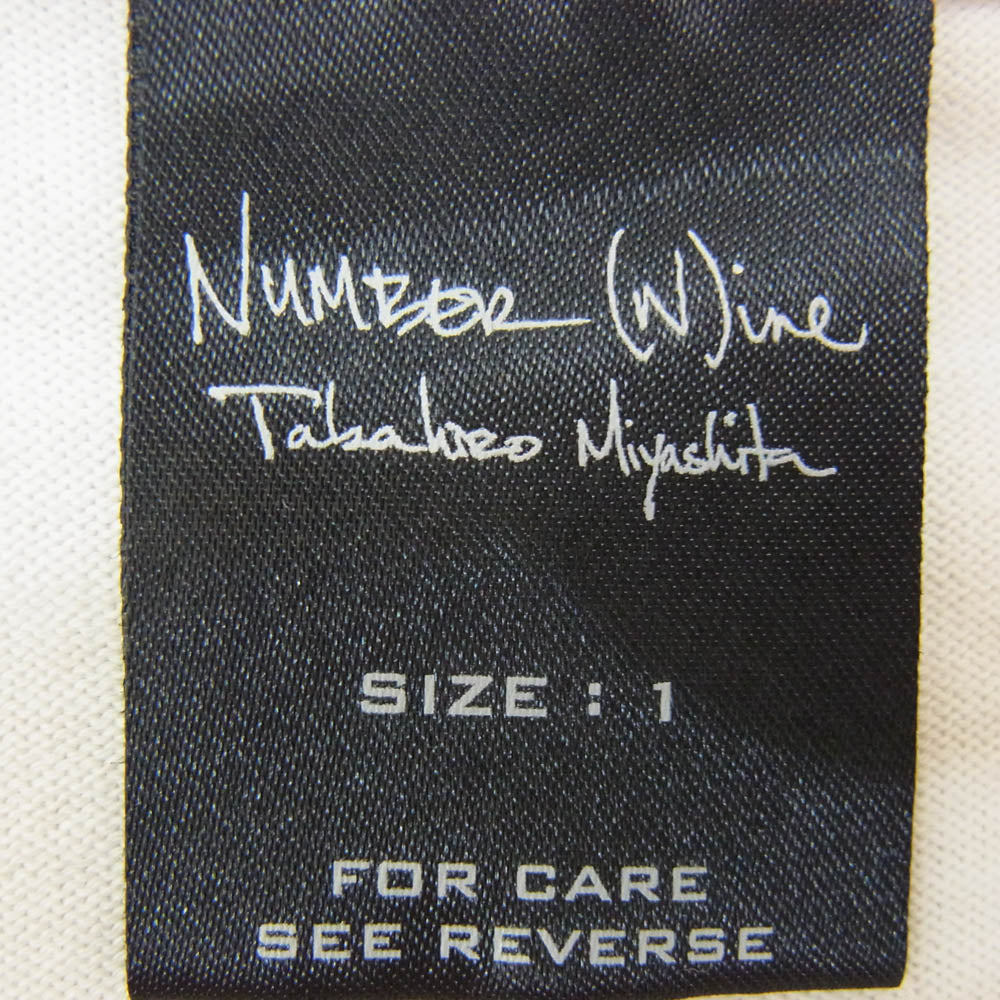 NUMBER (N)ine
Takahiro Miyashita
SIZE : 1
FOR CARE
SEE REVERSE